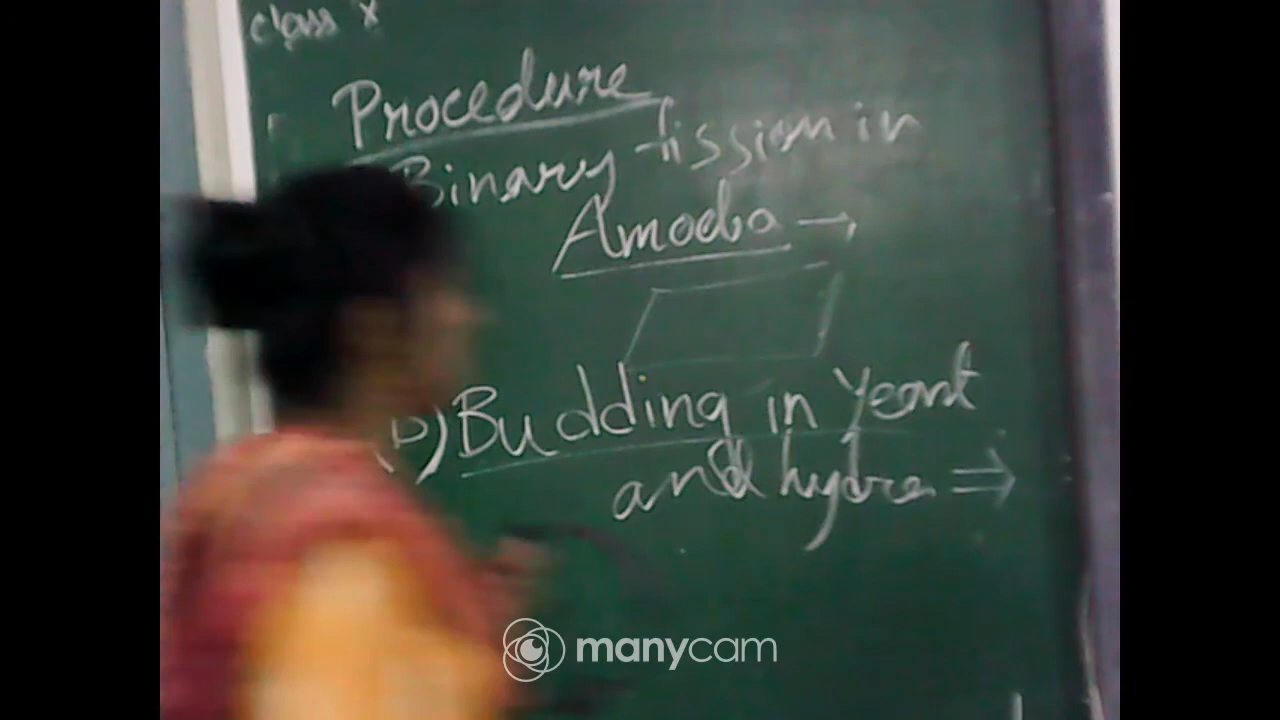 class X
Procedure
Binary fission in
Amoeba →
(b) Budding in Yeast
and hydra ⇒
manycam